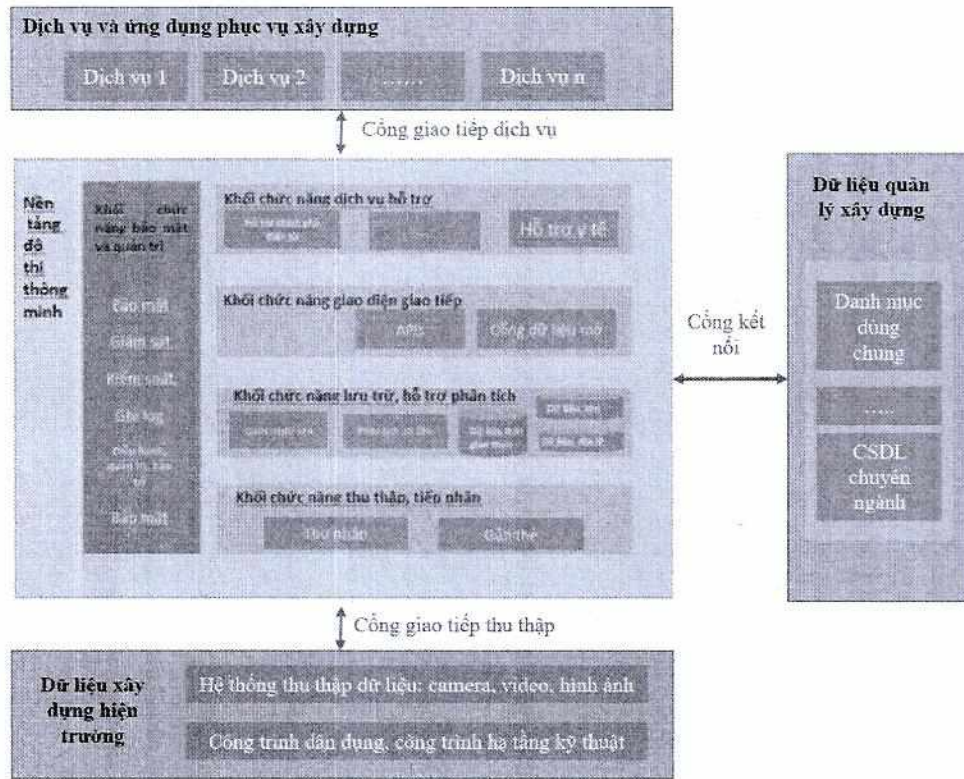 Dịch vụ và ứng dụng phục vụ xây dựng
Dịch vụ 1
Dịch vụ 2
......
Dịch vụ n
Cổng giao tiếp dịch vụ
Nền
tảng
đô
thị
thông
minh
Khối chức
năng bảo mật
và quản trị
Bảo mật
Giám sát
Kiểm soát
Ghi log
Bảo mật
Khối chức năng dịch vụ hỗ trợ
......
Hỗ trợ y tế
Khối chức năng giao diện giao tiếp
APIs
Cổng dữ liệu mở
Khối chức năng lưu trữ, hỗ trợ phân tích
Khối chức năng thu thập, tiếp nhận
Thu nhận
Gắn thẻ
Cổng kết
nối
Dữ liệu quản
lý xây dựng
Danh mục
dùng
chung
.....
CSDL
chuyên
ngành
Cổng giao tiếp thu thập
Dữ liệu xây
dựng hiện
trường
Hệ thống thu thập dữ liệu: camera, video, hình ảnh
Công trình dân dụng, công trình hạ tầng kỹ thuật